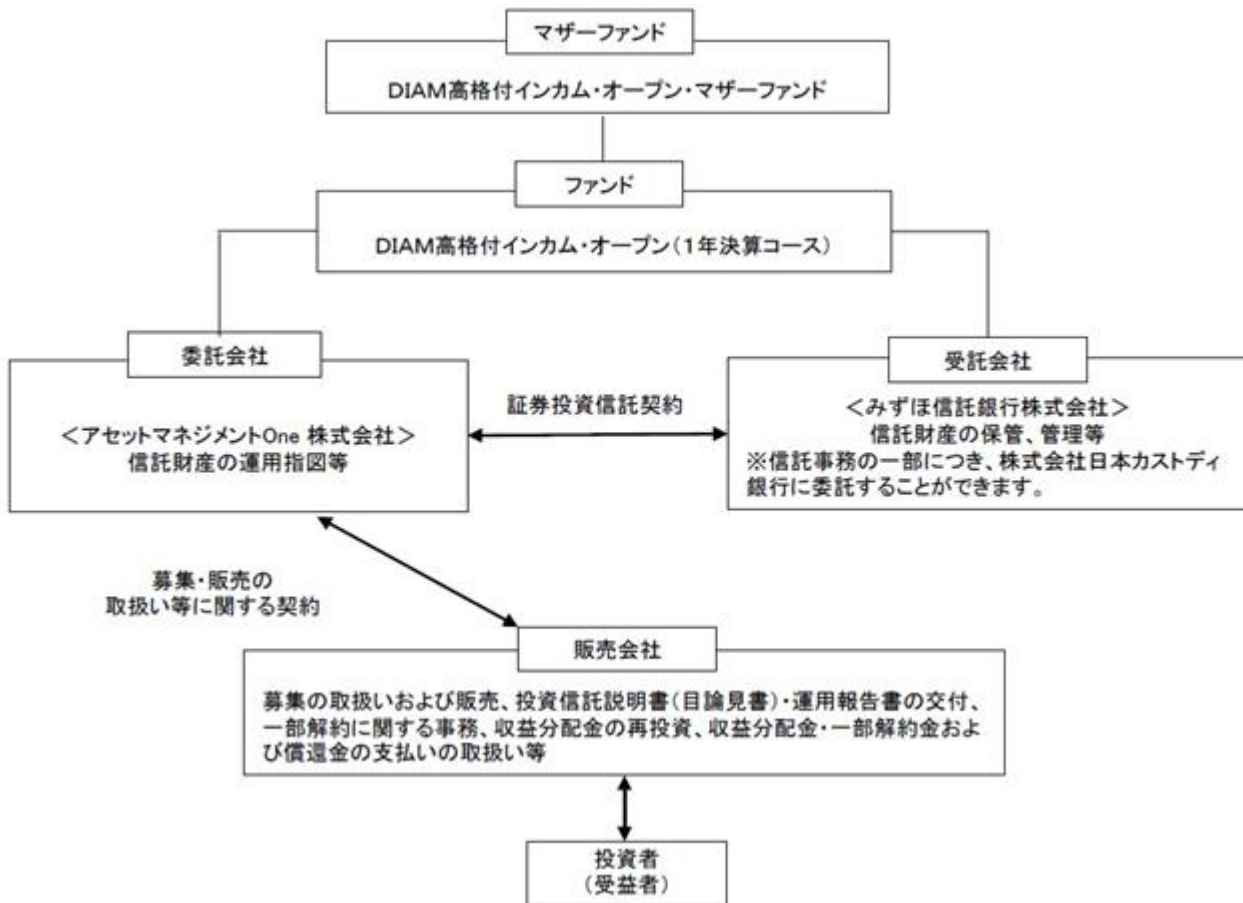 マザーファンド
DIAM高格付インカム・オープン・マザーファンド
ファンド
DIAM高格付インカム・オープン(1年決算コース)
委託会社
＜アセットマネジメントOne 株式会社＞
信託財産の運用指図等
証券投資信託契約
受託会社
＜みずほ信託銀行株式会社＞
信託財産の保管、管理等
※信託事務の一部につき、株式会社日本カストディ
銀行に委託することができます。
募集・販売の
取扱い等に関する契約
販売会社
募集の取扱いおよび販売、投資信託説明書(目論見書)・運用報告書の交付、
一部解約に関する事務、収益分配金の再投資、収益分配金・一部解約金およ
び償還金の支払いの取扱い等
投資者
(受益者)